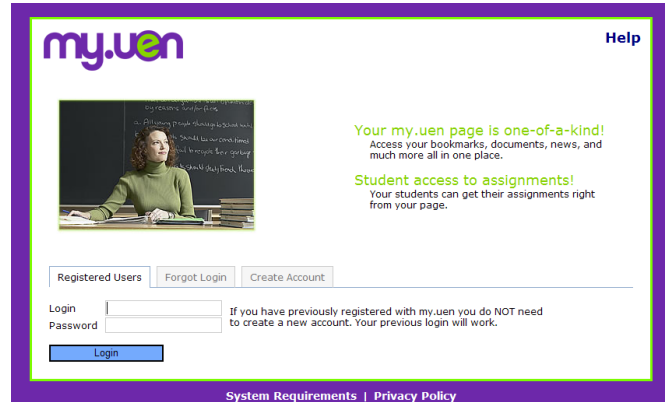 my.uen
Help
Your my.uen page is one-of-a-kind!
Access your bookmarks, documents, news, and
much more all in one place.
Student access to assignments!
Your students can get their assignments right
from your page.
Registered Users
Forgot Login
Create Account
Login
If you have previously registered with my.uen you do NOT need
Password
to create a new account. Your previous login will work.
Login
System Requirements | Privacy Policy